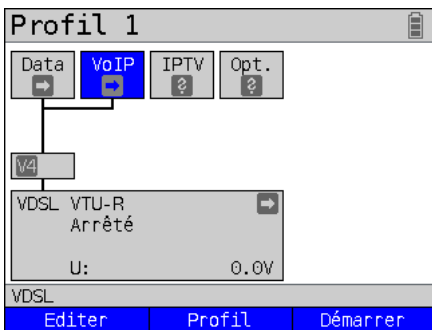 Profil 1
Data VoIP IPTV Opt.
? ?
V4
VDSL VTU-R
Arrêté
U: 0.0V
VDSL
Editer Profil Démarrer